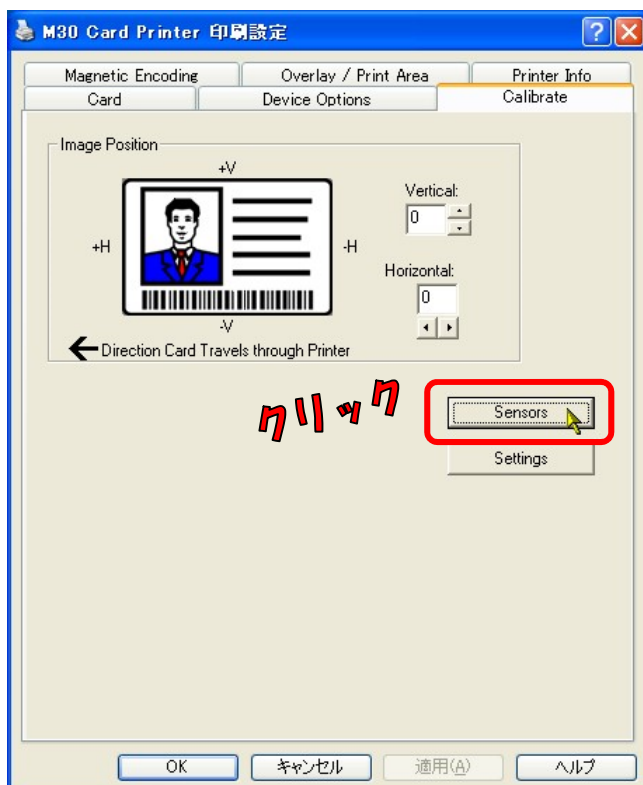 M30 Card Printer 印刷設定
Magnetic Encoding Overlay / Print Area Printer Info
Card Device Options Calibrate
Image Position
+V
Vertical:
0
+H
-H
Horizontal:
0
-V
Direction Card Travels through Printer
クリック
Sensors
Settings
OK キャンセル 適用(A) ヘルプ